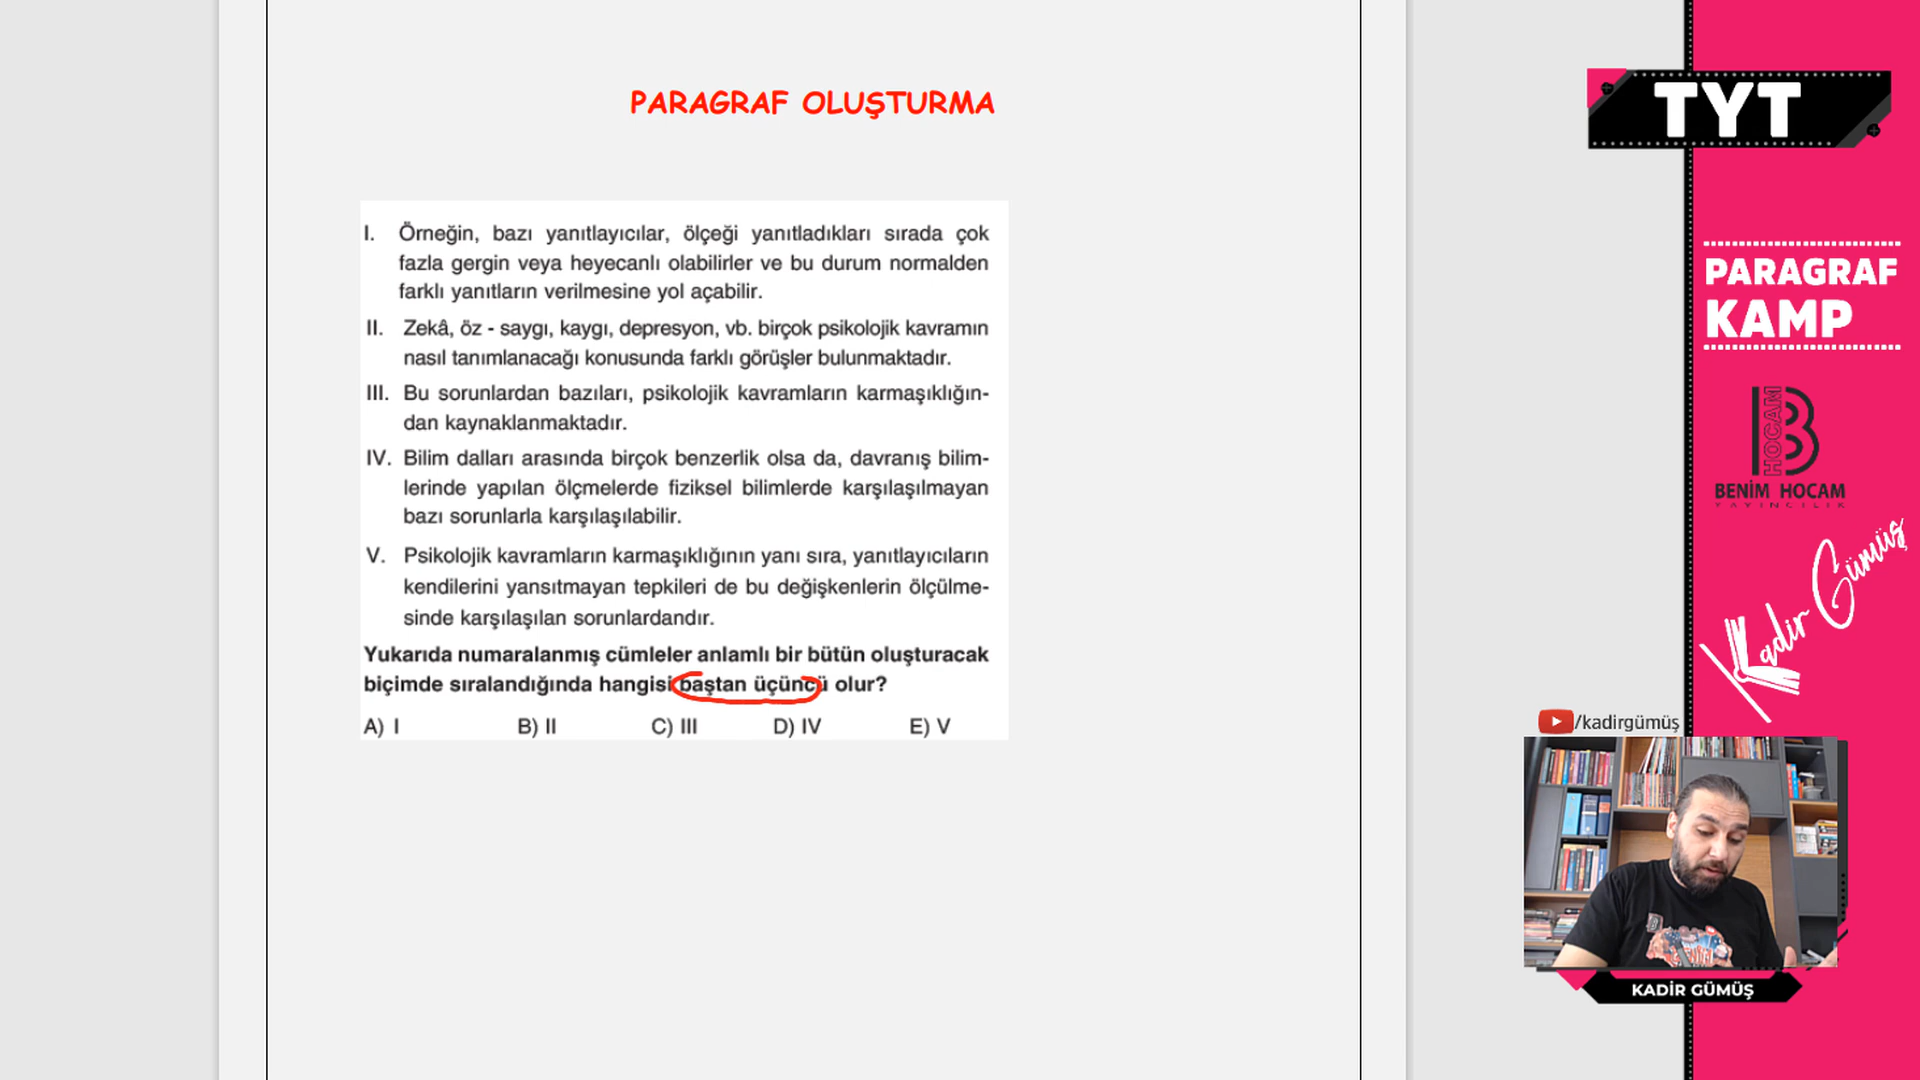 PARAGRAF OLUŞTURMA
I. Örneğin, bazı yanıtlayıcılar, ölçeği yanıtladıkları sırada çok
fazla gergin veya heyecanlı olabilirler ve bu durum normalden
farklı yanıtların verilmesine yol açabilir.
II. Zekâ, öz - saygı, kaygı, depresyon, vb. birçok psikolojik kavramın
nasıl tanımlanacağı konusunda farklı görüşler bulunmaktadır.
III. Bu sorunlardan bazıları, psikolojik kavramların karmaşıklığın-
dan kaynaklanmaktadır.
IV. Bilim dalları arasında birçok benzerlik olsa da, davranış bilim-
lerinde yapılan ölçmelerde fiziksel bilimlerde karşılaşılmayan
bazı sorunlarla karşılaşılabilir.
V. Psikolojik kavramların karmaşıklığının yanı sıra, yanıtlayıcıların
kendilerini yansıtmayan tepkileri de bu değişkenlerin ölçülme-
sinde karşılaşılan sorunlardandır.
Yukarıda numaralanmış cümleler anlamlı bir bütün oluşturacak
biçimde sıralandığında hangisi baştan üçüncü olur?
A) I B) II C) III D) IV E) V
TYT
PARAGRAF
KAMP
B HOCAM
BENİM HOCAM
YAYINCILIK
Kadir Gümüş
/kadirgümüş
KADİR GÜMÜŞ